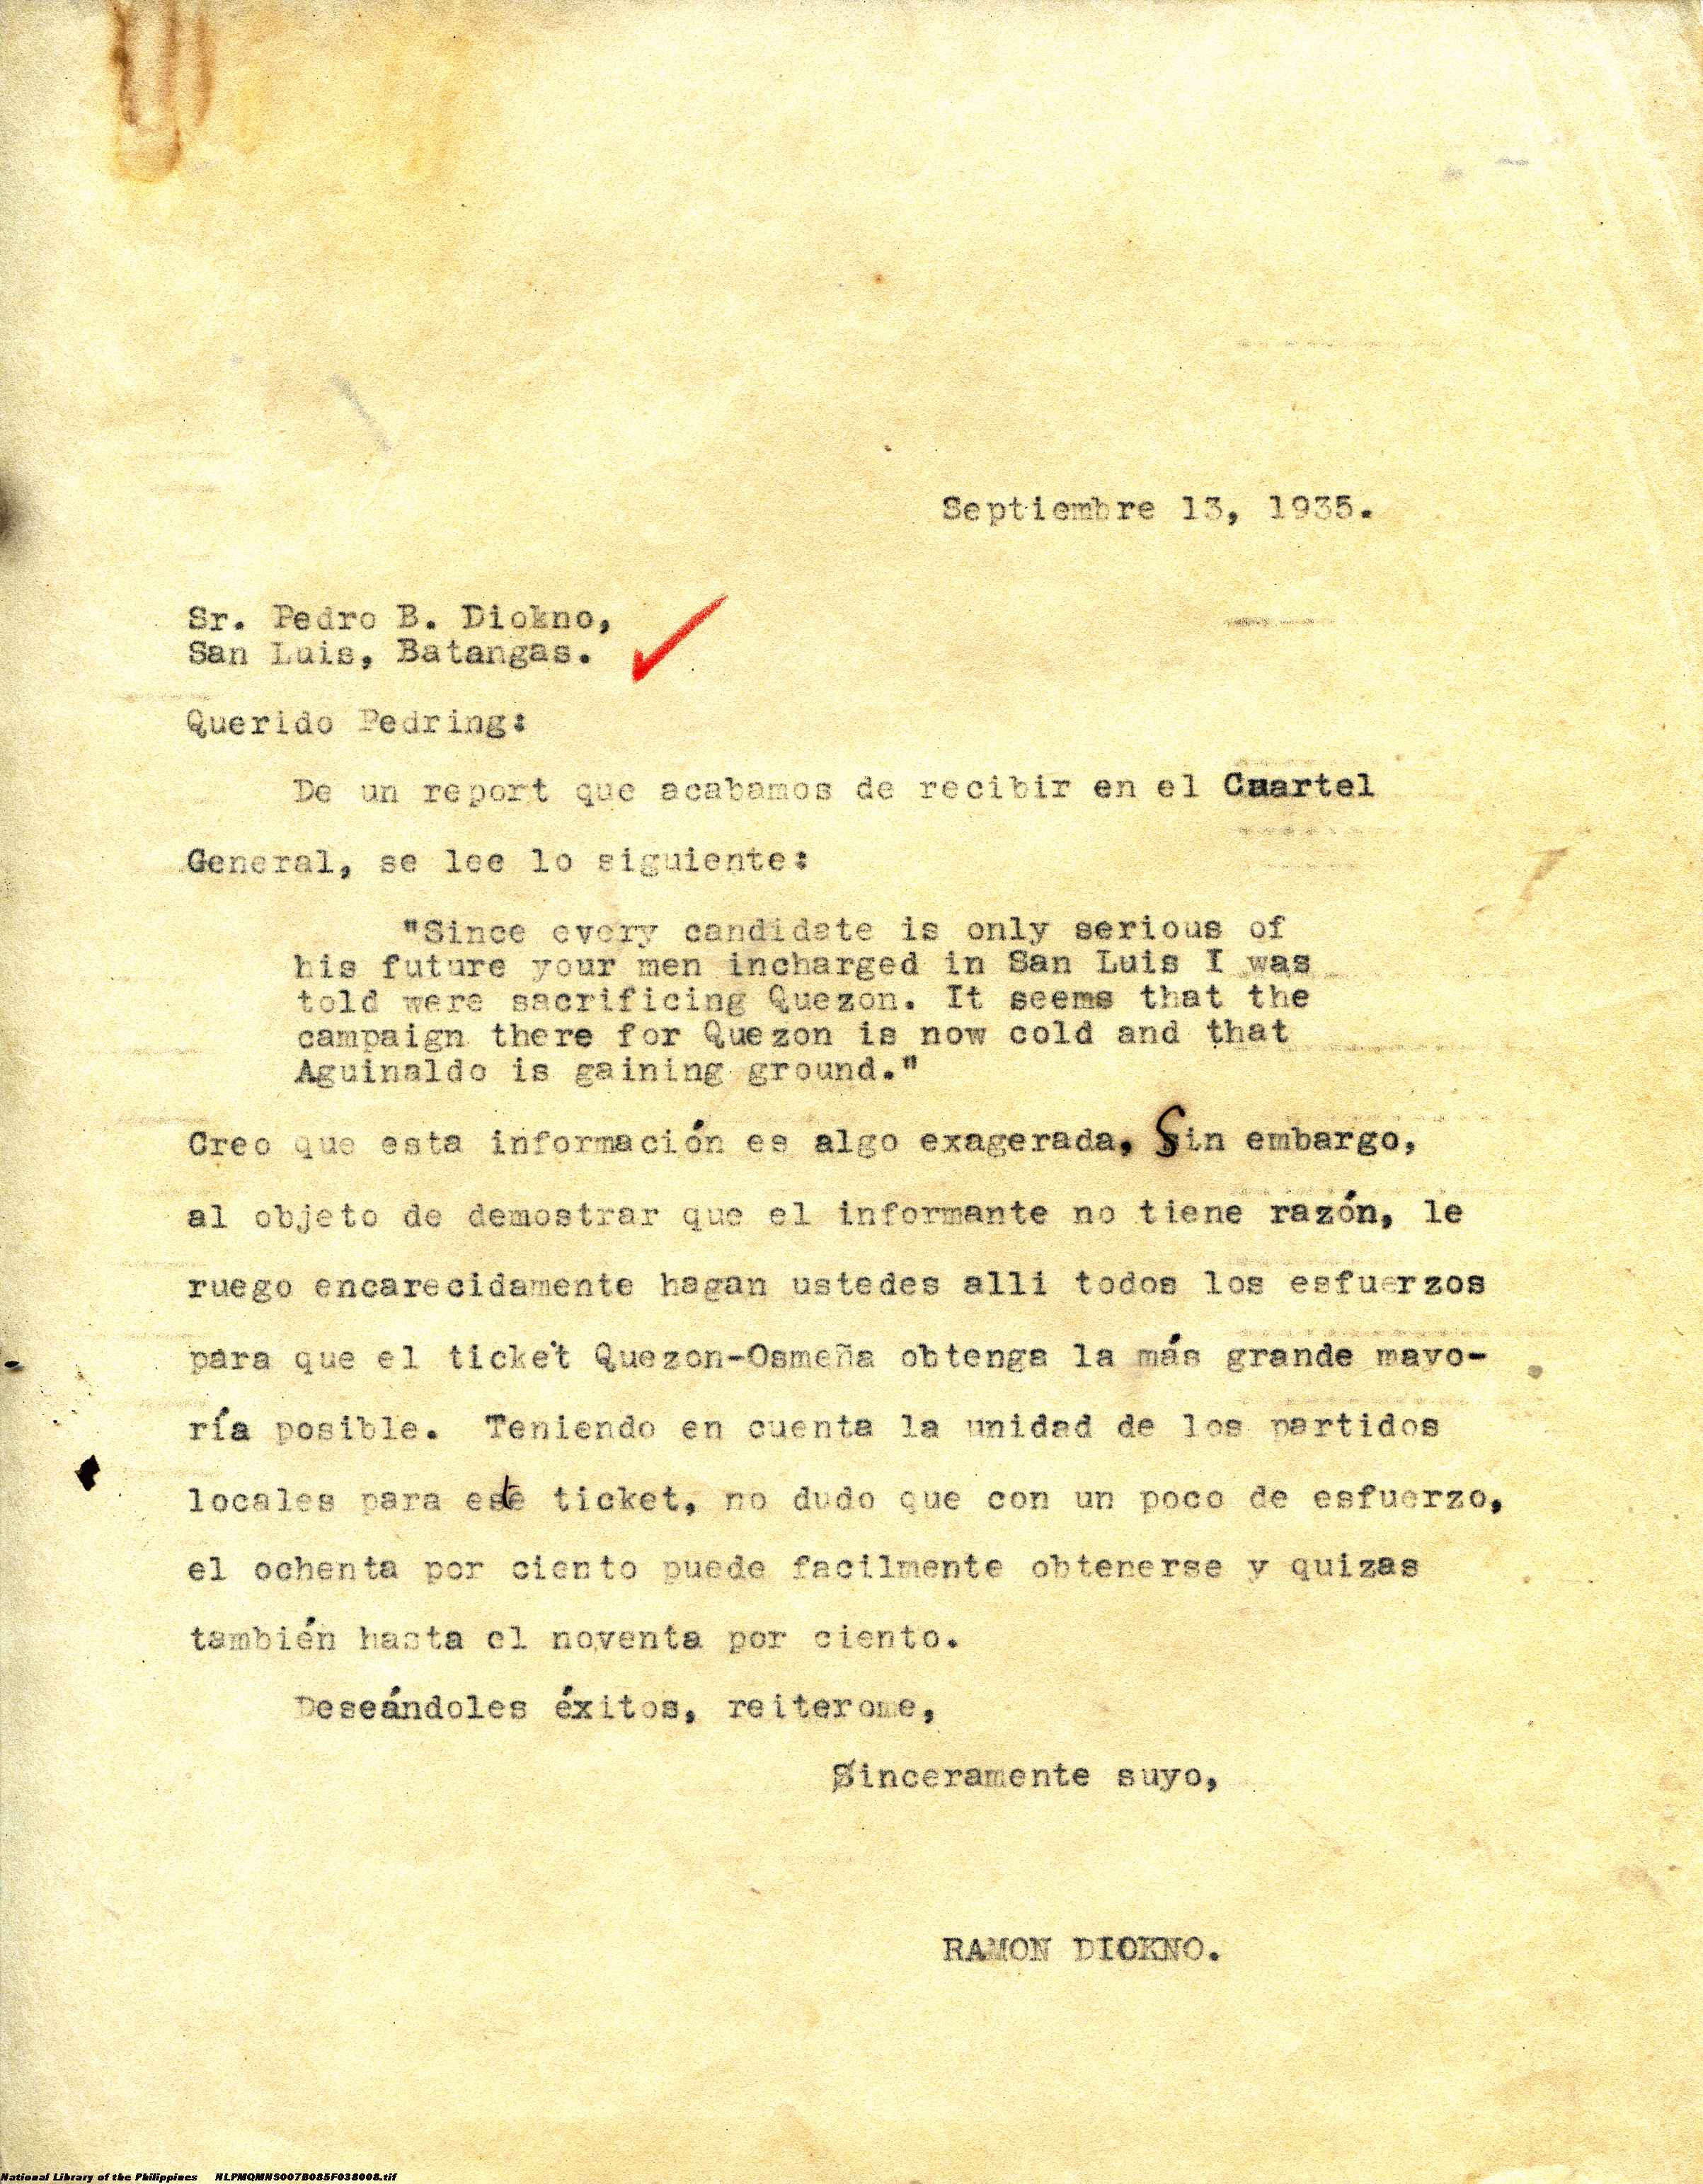 Septiembre 13, 1935.
Sr. Pedro B. Diokno,
San Luis, Batangas.
Querido Pedring:
De un report que acabamos de recibir en el Cuartel
General, se lee lo siguiente:
"Since every candidate is only serious of
his future your men incharged in San Luis I was
told were sacrificing Quezon. It seems that the
campaign there for Quezon is now cold and that
Aguinaldo is gaining ground."
Creo que esta información es algo exagerada, Sin embargo,
al objeto de demostrar que el informante no tiene razón, le
ruego encarecidamente hagan ustedes alli todos los esfuerzos
para que el ticket Quezon-Osmeña obtenga la más grande mayo-
ría posible. Teniendo en cuenta la unidad de los partidos
locales para este ticket, no dudo que con un poco de esfuerzo,
el ochenta por ciento puede facilmente obtenerse y quizas
también hasta el noventa por ciento.
Deseándoles éxitos, reiterome,
Sinceramente suyo,
RAMON DIOKNO.
National Library of the Philippines NLPMQMNS007B085F038008.tif